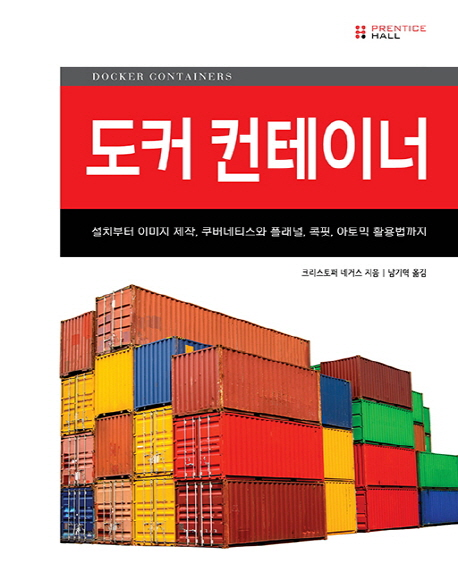 PRENTICE
HALL
DOCKER CONTAINERS
도커 컨테이너
설치부터 이미지 제작, 쿠버네티스와 플래널, 콕핏, 아토믹 활용법까지
크리스토퍼 네거스 지음 | 남기혁 옮김